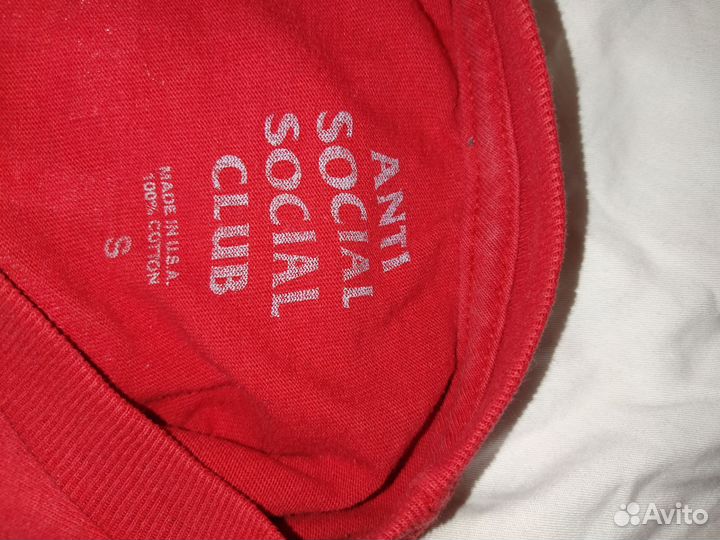 ANTI
SOCIAL
SOCIAL
CLUB
MADE IN U.S.A.
100% COTTON
S
Avito